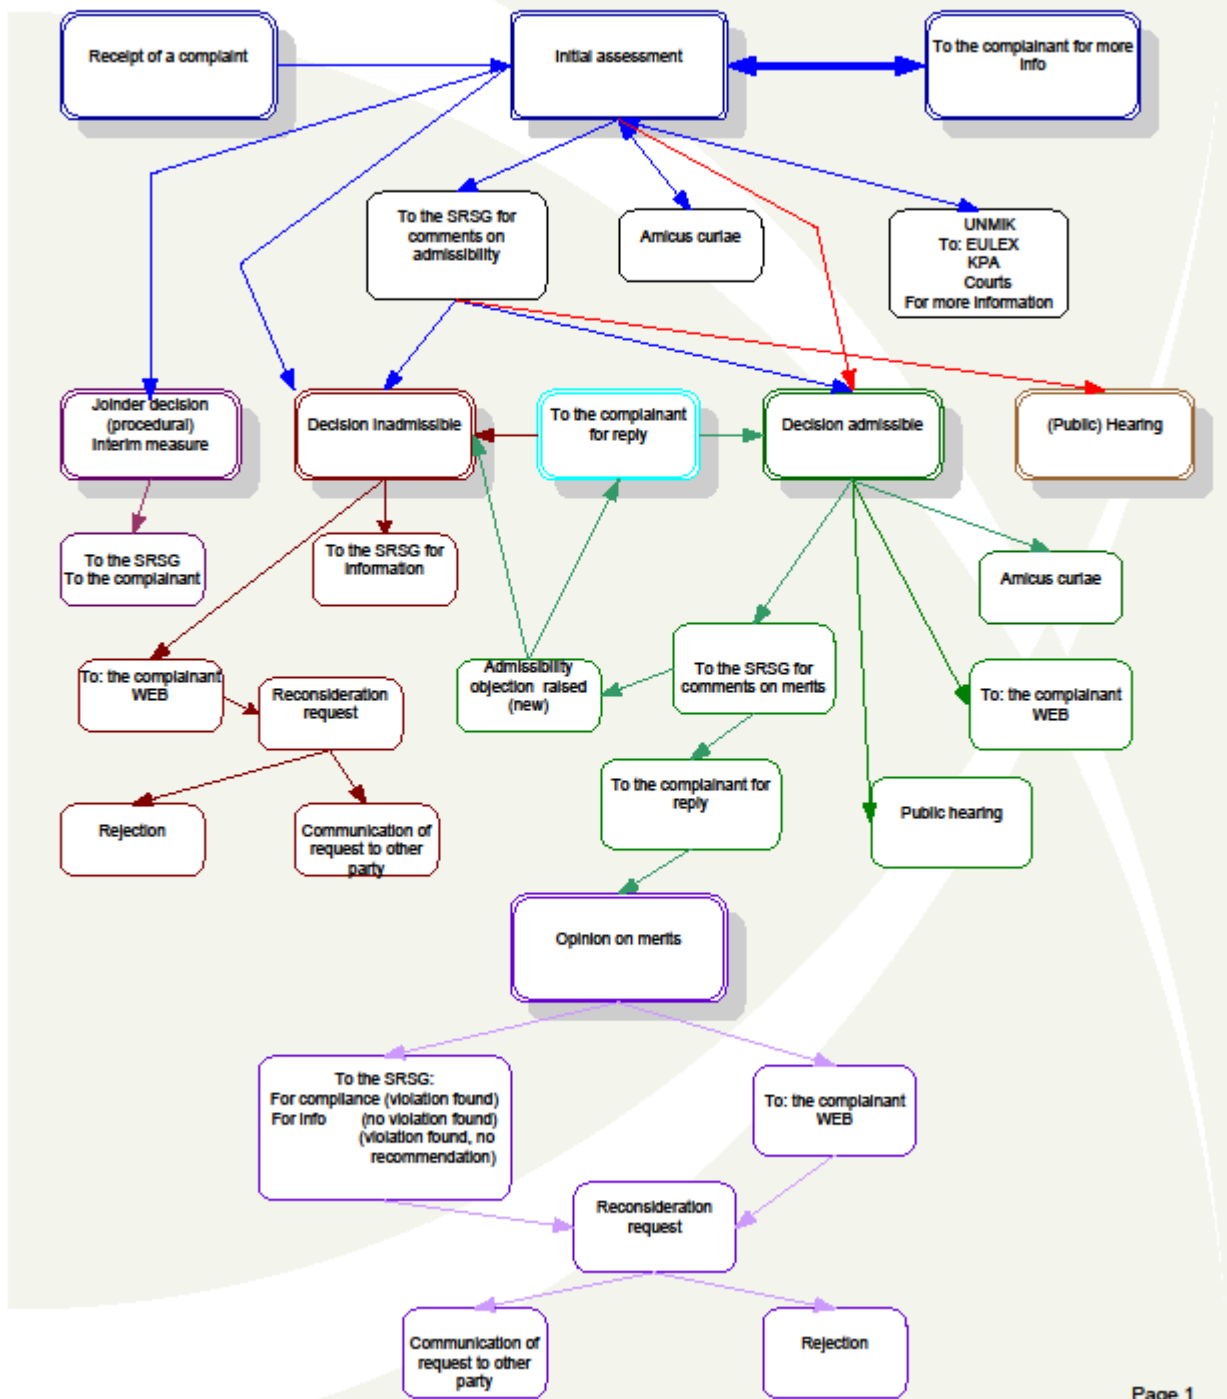 Receipt of a complaint
Initial assessment
To the complainant for more
info
To the SRSG for
comments on
admissibility
Amicus curiae
UNMIK
To: EULEX
KPA
Courts
For more information
Joinder decision
(procedural)
Interim measure
Decision inadmissible
To the complainant
for reply
Decision admissible
(Public) Hearing
To the SRSG
To the complainant
To the SRSG for
information
Amicus curiae
To: the complainant
WEB
Reconsideration
request
Admissibility
objection raised
(new)
To the SRSG for
comments on merits
To: the complainant
WEB
To the complainant for
reply
Public hearing
Rejection
Communication of
request to other
party
Opinion on merits
To the SRSG:
For compliance (violation found)
For info (no violation found)
(violation found, no
recommendation)
To: the complainant
WEB
Reconsideration
request
Communication of
request to other
party
Rejection
Page 1